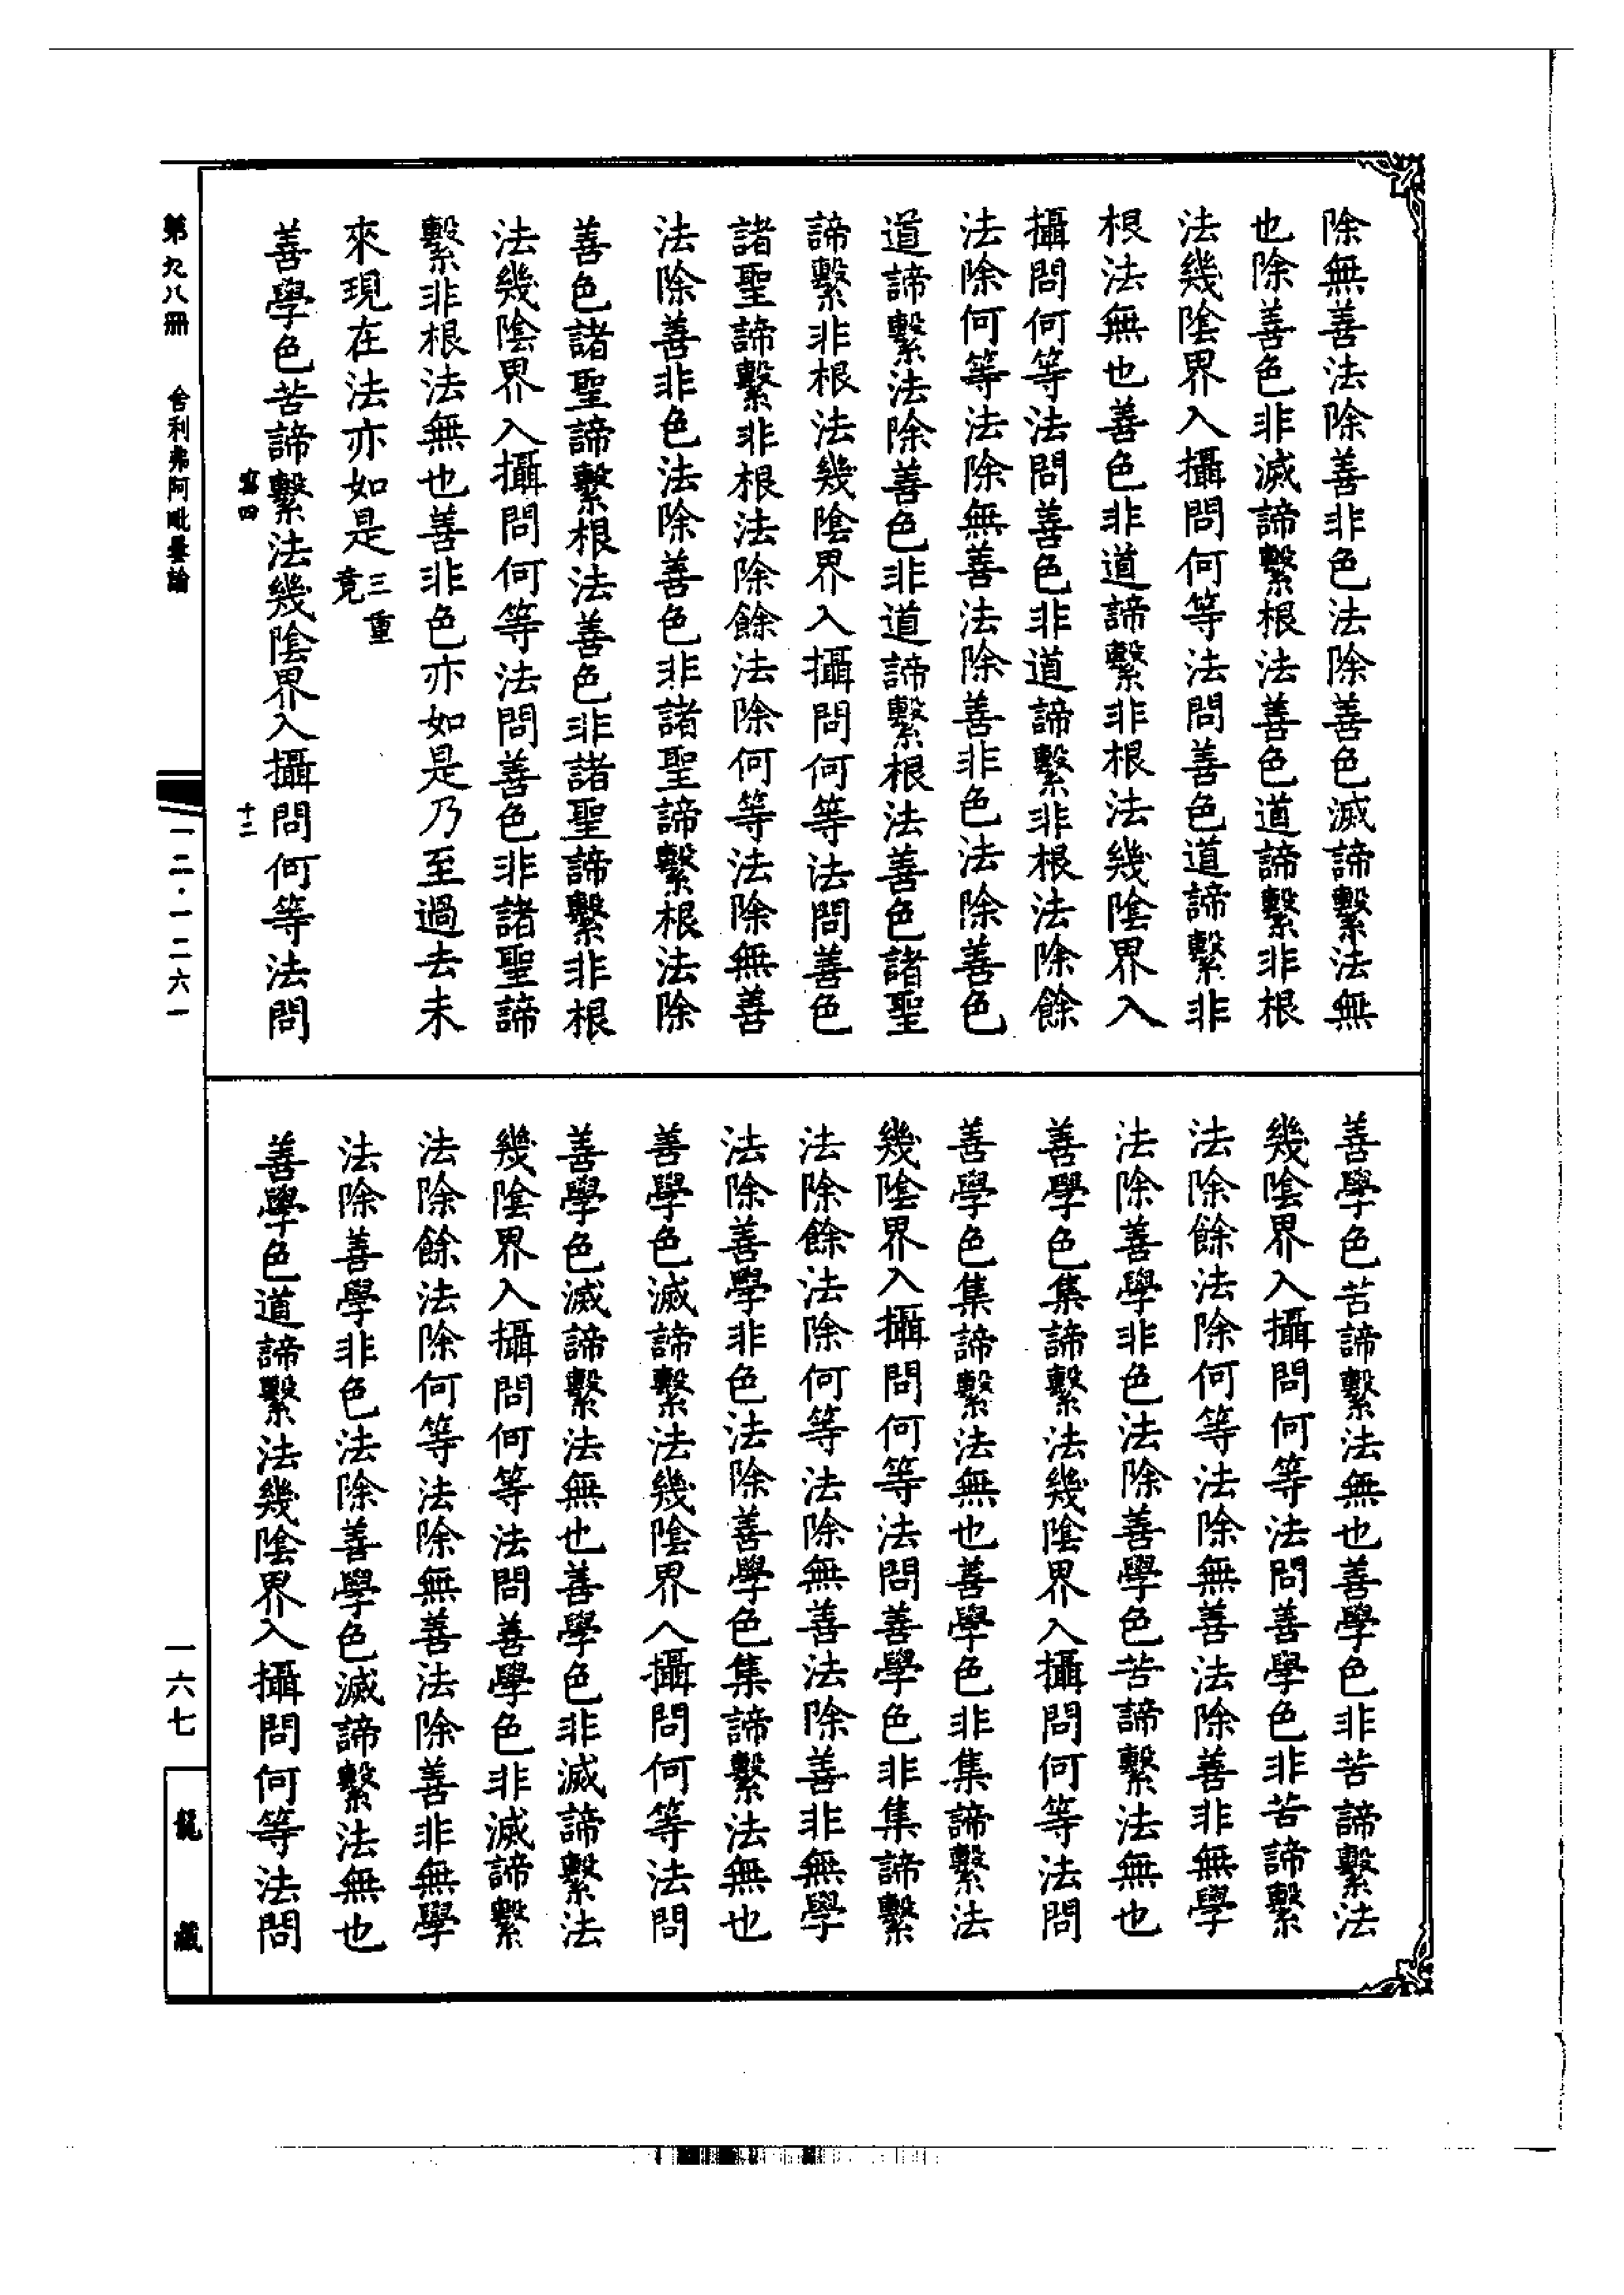 除無善法除善非色法除善色滅諦繫法無
也除善色非滅諦繫根法善色道諦繫非根
法幾陰界入攝問何等法問善色道諦繫非
根法無也善色非道諦繫非根法幾陰界入
攝問何等法問善色非道諦繫非根法除餘
法除何等法除無善法除善非色法除善色
道諦繫法除善色非道諦繫根法善色諸聖
諦繫非根法幾陰界入攝問何等法問善色
諸聖諦繫非根法除餘法除何等法除無善
法除善非色法除善色非諸聖諦繫根法除
善色諸聖諦繫根法善色非諸聖諦繫非根
法幾陰界入攝問何等法問善色非諸聖諦
繫非根法無也善非色亦如是乃至過去未
來現在法亦如是三重竟
善學色苦諦繫法幾陰界入攝問何等法問
善學色苦諦繫法無也善學色非苦諦繫法
幾陰界入攝問何等法問善學色非苦諦繫
法除餘法除何等法除無善法除善非無學
法除善學非色法除善學色苦諦繫法無也
善學色集諦繫法幾陰界入攝問何等法問
善學色集諦繫法無也善學色非集諦繫法
幾陰界入攝問何等法問善學色非集諦繫
法除餘法除何等法除無善法除善非無學
法除善學非色法除善學色集諦繫法無也
善學色滅諦繫法幾陰界入攝問何等法問
善學色滅諦繫法無也善學色非滅諦繫法
幾陰界入攝問何等法問善學色非滅諦繫
法除餘法除何等法除無善法除善非無學
法除善學非色法除善學色滅諦繫法無也
善學色道諦繫法幾陰界入攝問何等法問
第九八冊
舍利弗阿毗曇論
一二·一二六一
一六七
龍藏
十二